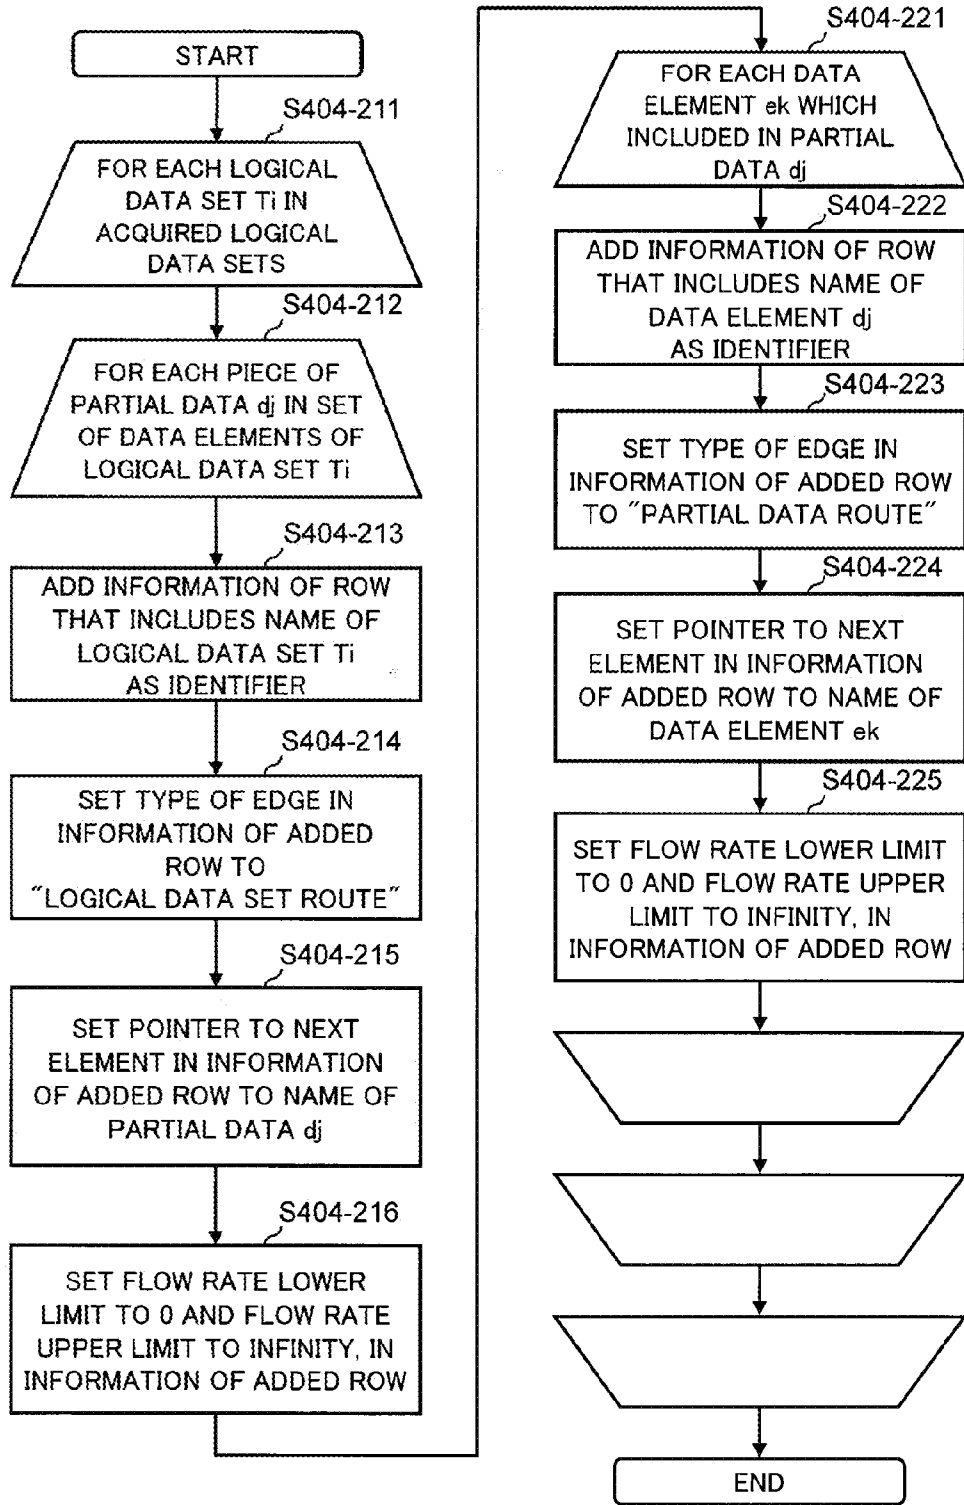 START
S404-211
FOR EACH LOGICAL
DATA SET Ti IN
ACQUIRED LOGICAL
DATA SETS
S404-212
FOR EACH PIECE OF
PARTIAL DATA dj IN SET
OF DATA ELEMENTS OF
LOGICAL DATA SET Ti
S404-213
ADD INFORMATION OF ROW
THAT INCLUDES NAME OF
LOGICAL DATA SET Ti
AS IDENTIFIER
S404-214
SET TYPE OF EDGE IN
INFORMATION OF ADDED
ROW TO
"LOGICAL DATA SET ROUTE"
S404-215
SET POINTER TO NEXT
ELEMENT IN INFORMATION
OF ADDED ROW TO NAME OF
PARTIAL DATA dj
S404-216
SET FLOW RATE LOWER
LIMIT TO 0 AND FLOW RATE
UPPER LIMIT TO INFINITY, IN
INFORMATION OF ADDED ROW
S404-221
FOR EACH DATA
ELEMENT ek WHICH
INCLUDED IN PARTIAL
DATA dj
S404-222
ADD INFORMATION OF ROW
THAT INCLUDES NAME OF
DATA ELEMENT dj
AS IDENTIFIER
S404-223
SET TYPE OF EDGE IN
INFORMATION OF ADDED ROW
TO "PARTIAL DATA ROUTE"
S404-224
SET POINTER TO NEXT
ELEMENT IN INFORMATION
OF ADDED ROW TO NAME OF
DATA ELEMENT ek
S404-225
SET FLOW RATE LOWER LIMIT
TO 0 AND FLOW RATE UPPER
LIMIT TO INFINITY, IN
INFORMATION OF ADDED ROW
END